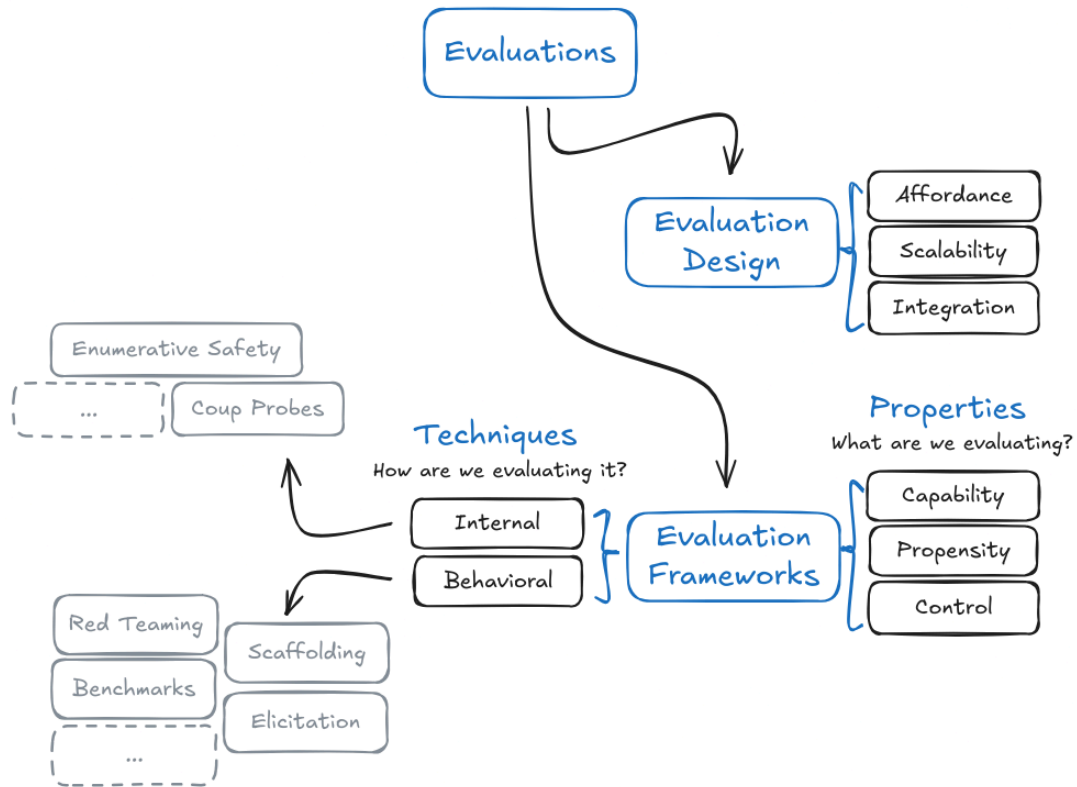 Evaluations
Evaluation
Design
Affordance
Scalability
Integration
Enumerative Safety
...
Coup Probes
Techniques
How are we evaluating it?
Internal
Behavioral
Evaluation
Frameworks
Properties
What are we evaluating?
Capability
Propensity
Control
Red Teaming
Benchmarks
...
Scaffolding
Elicitation